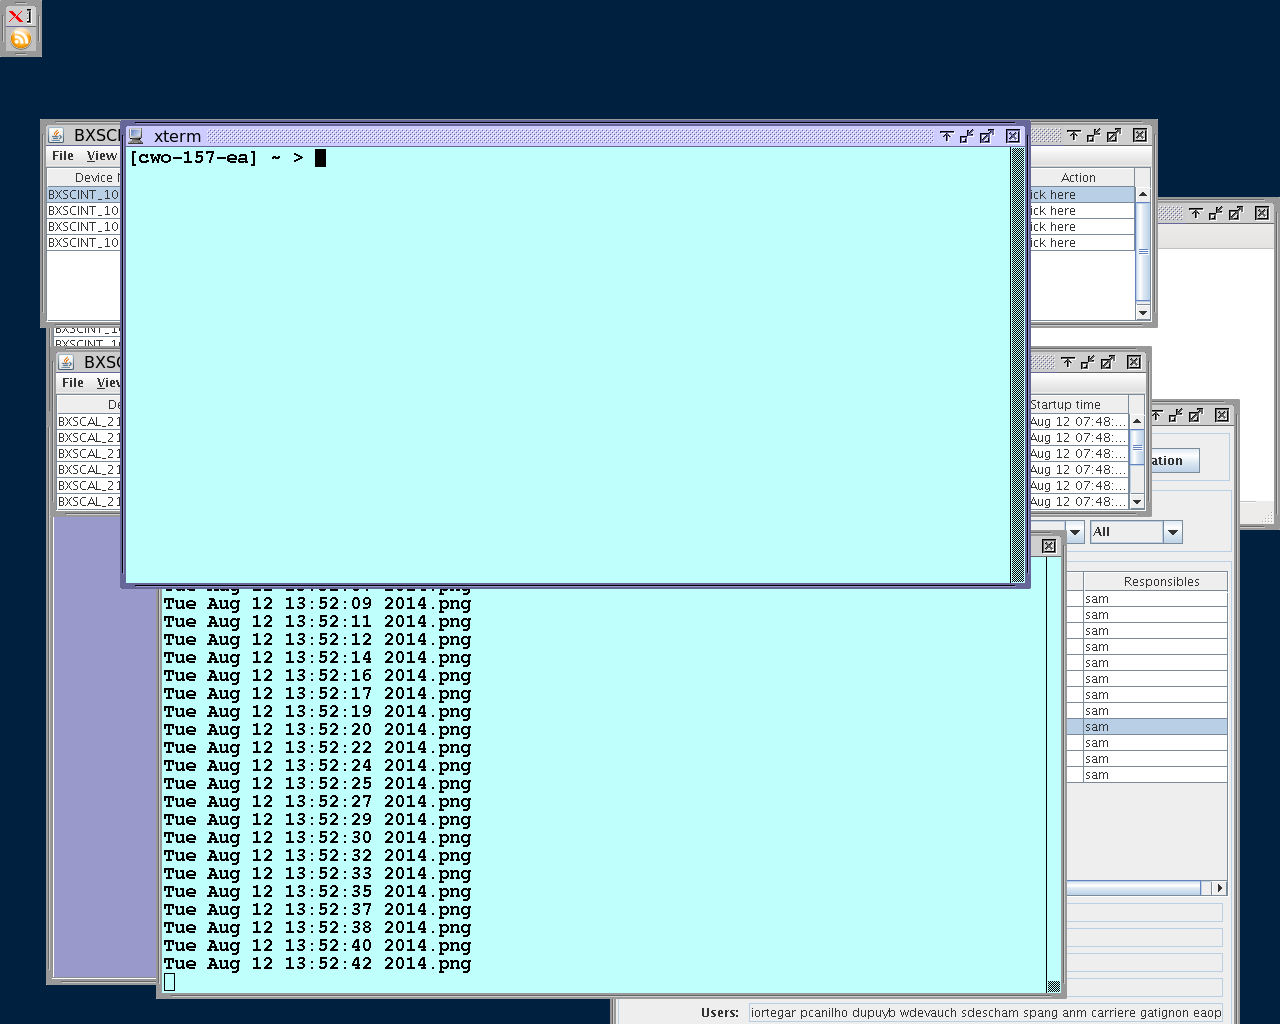 BXSCI
xterm
[cwo-157-ea] ~ >
File View
Device
Action
BXSCINT_10
ick here
BXSCINT_10
ick here
BXSCINT_10
ick here
BXSCINT_10
ick here
BXSCINT_10
BXSC
File View
De
Startup time
BXSCAL_21
Aug 12 07:48:...
BXSCAL_21
Aug 12 07:48:...
BXSCAL_21
Aug 12 07:48:...
BXSCAL_21
Aug 12 07:48:...
BXSCAL_21
Aug 12 07:48:...
BXSCAL_21
Aug 12 07:48:...
ation
All
Responsibles
sam
sam
sam
sam
sam
sam
sam
sam
sam
sam
sam
sam
Tue Aug 12 13:52:09 2014.png
Tue Aug 12 13:52:11 2014.png
Tue Aug 12 13:52:12 2014.png
Tue Aug 12 13:52:14 2014.png
Tue Aug 12 13:52:16 2014.png
Tue Aug 12 13:52:17 2014.png
Tue Aug 12 13:52:19 2014.png
Tue Aug 12 13:52:20 2014.png
Tue Aug 12 13:52:22 2014.png
Tue Aug 12 13:52:24 2014.png
Tue Aug 12 13:52:25 2014.png
Tue Aug 12 13:52:27 2014.png
Tue Aug 12 13:52:29 2014.png
Tue Aug 12 13:52:30 2014.png
Tue Aug 12 13:52:32 2014.png
Tue Aug 12 13:52:33 2014.png
Tue Aug 12 13:52:35 2014.png
Tue Aug 12 13:52:37 2014.png
Tue Aug 12 13:52:38 2014.png
Tue Aug 12 13:52:40 2014.png
Tue Aug 12 13:52:42 2014.png
Users: iortegar pcanilho dupuyb wdevauch sdescham spang anm carriere gatignon eaop